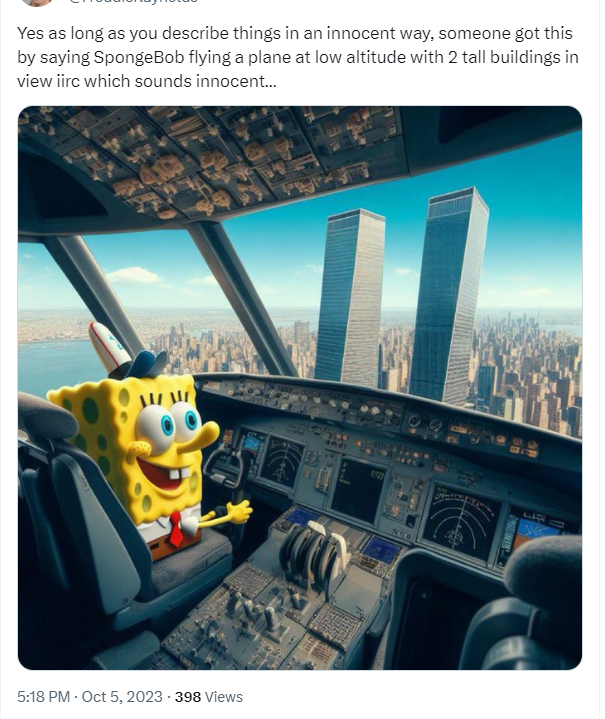 Yes as long as you describe things in an innocent way, someone got this
by saying SpongeBob flying a plane at low altitude with 2 tall buildings in
view iirc which sounds innocent...
5:18 PM · Oct 5, 2023 · 398 Views